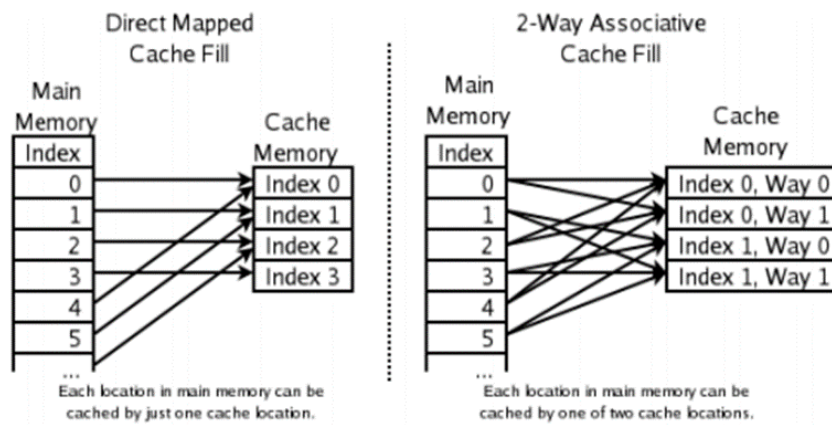 Direct Mapped
Cache Fill
Main
Memory
Index
0
1
2
3
4
5
...
Cache
Memory
Index 0
Index 1
Index 2
Index 3
Each location in main memory can be
cached by just one cache location.
2-Way Associative
Cache Fill
Main
Memory
Index
0
1
2
3
4
5
...
Cache
Memory
Index 0, Way 0
Index 0, Way 1
Index 1, Way 0
Index 1, Way 1
Each location in main memory can be
cached by one of two cache locations.